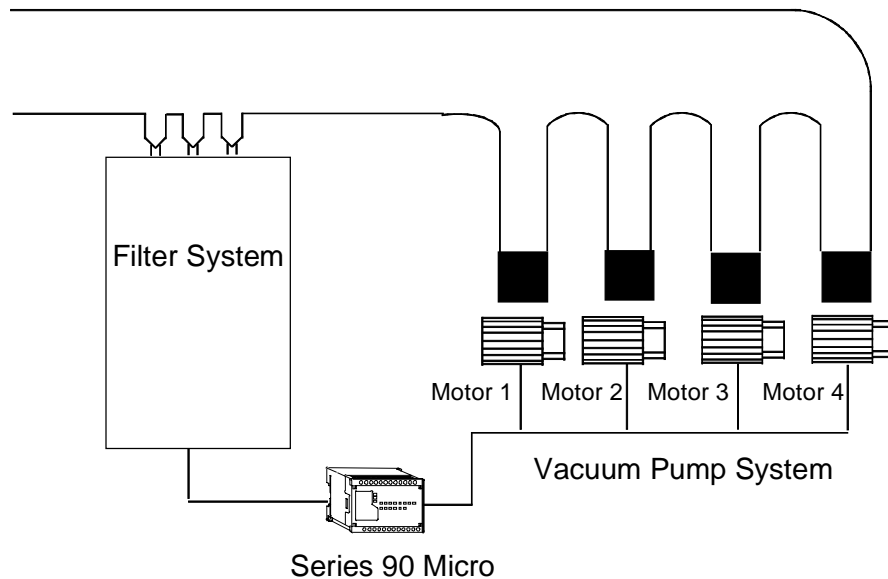 Filter System
Motor 1 Motor 2 Motor 3 Motor 4
Vacuum Pump System
Series 90 Micro